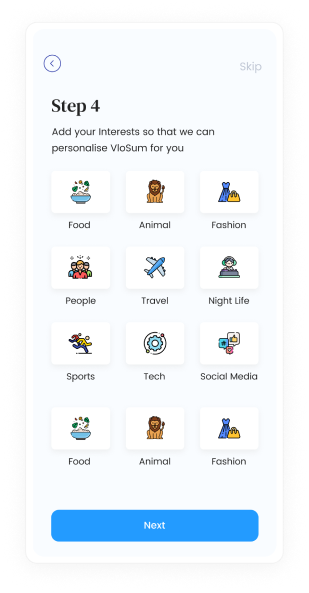 Skip
Step 4
Add your Interests so that we can
personalise VloSum for you
Food Animal Fashion
People Travel Night Life
Sports Tech Social Media
Food Animal Fashion
Next